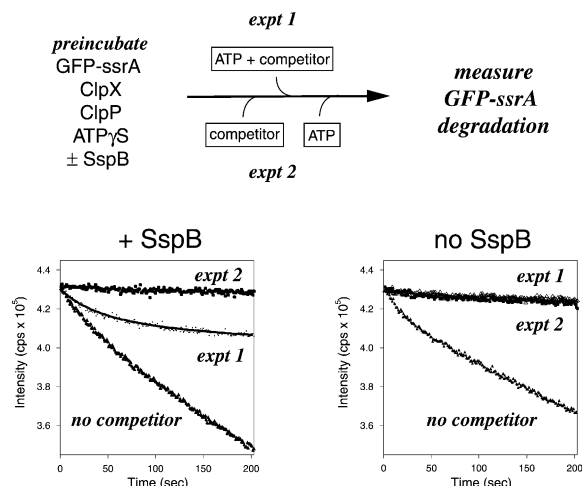 expt 1
preincubate
GFP-ssrA
ClpX
ClpP
ATPγS
± SspB
ATP + competitor
competitor
ATP
expt 2
measure
GFP-ssrA
degradation
+ SspB
Intensity (cps x 10⁵)
4.4
4.2
4.0
3.8
3.6
expt 2
expt 1
no competitor
0
50
100
150
200
Time (sec)
no SspB
Intensity (cps x 10⁵)
4.4
4.2
4.0
3.8
3.6
expt 1
expt 2
no competitor
0
50
100
150
200
Time (sec)